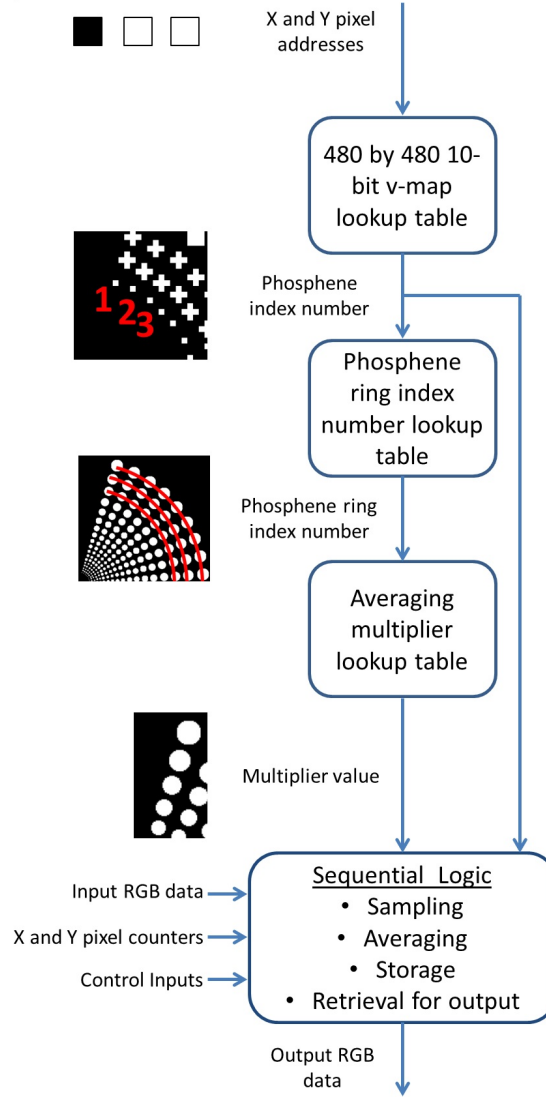 X and Y pixel
addresses
480 by 480 10-
bit v-map
lookup table
1
2
3
Phosphene
index number
Phosphene
ring index
number lookup
table
Phosphene ring
index number
Averaging
multiplier
lookup table
Multiplier value
Input RGB data
X and Y pixel counters
Control Inputs
Sequential Logic
• Sampling
• Averaging
• Storage
• Retrieval for output
Output RGB
data